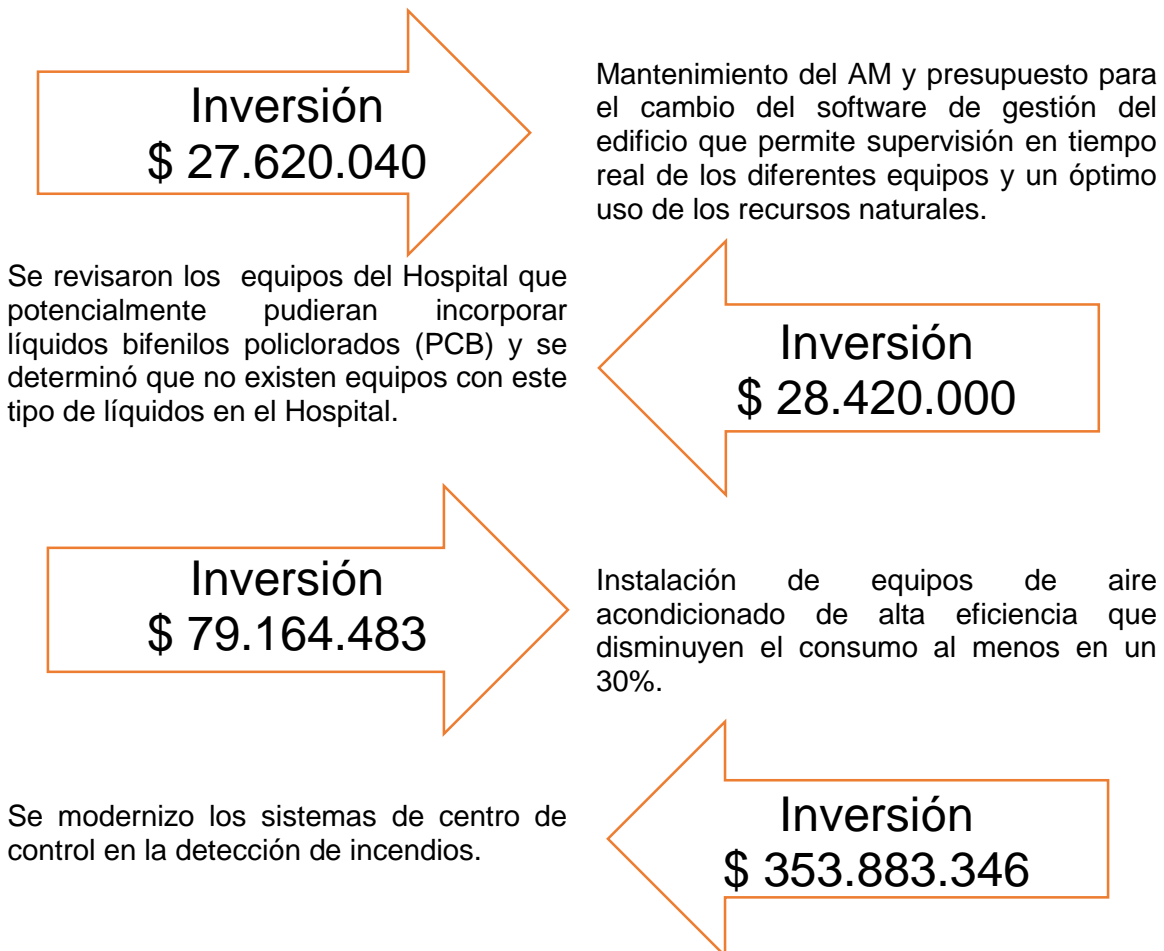 Inversión
$ 27.620.040
Mantenimiento del AM y presupuesto para
el cambio del software de gestión del
edificio que permite supervisión en tiempo
real de los diferentes equipos y un óptimo
uso de los recursos naturales.
Se revisaron los equipos del Hospital que
potencialmente pudieran incorporar
líquidos bifenilos policlorados (PCB) y se
determinó que no existen equipos con este
tipo de líquidos en el Hospital.
Inversión
$ 28.420.000
Inversión
$ 79.164.483
Instalación de equipos de aire
acondicionado de alta eficiencia que
disminuyen el consumo al menos en un
30%.
Se modernizo los sistemas de centro de
control en la detección de incendios.
Inversión
$ 353.883.346